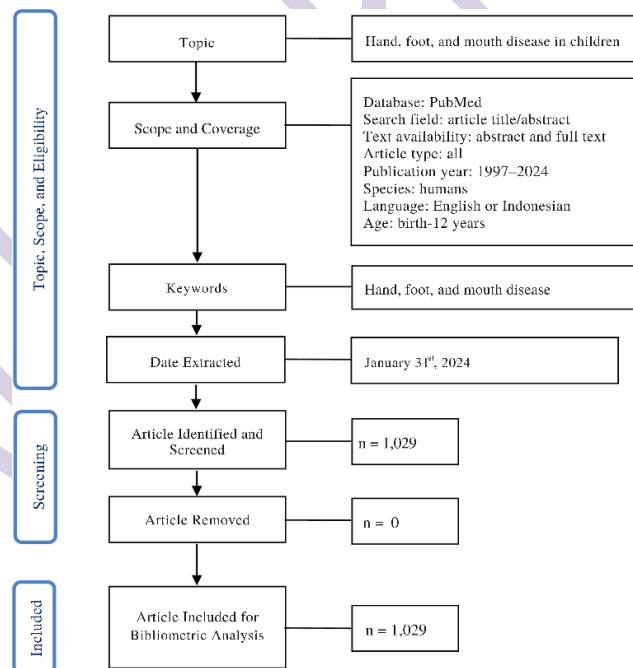 Topic, Scope, and Eligibility
Topic
Hand, foot, and mouth disease in children
Scope and Coverage
Database: PubMed
Search field: article title/abstract
Text availability: abstract and full text
Article type: all
Publication year: 1997–2024
Species: humans
Language: English or Indonesian
Age: birth-12 years
Keywords
Hand, foot, and mouth disease
Date Extracted
January 31st, 2024
Screening
Article Identified and
Screened
n = 1,029
Article Removed
n = 0
Included
Article Included for
Bibliometric Analysis
n = 1,029